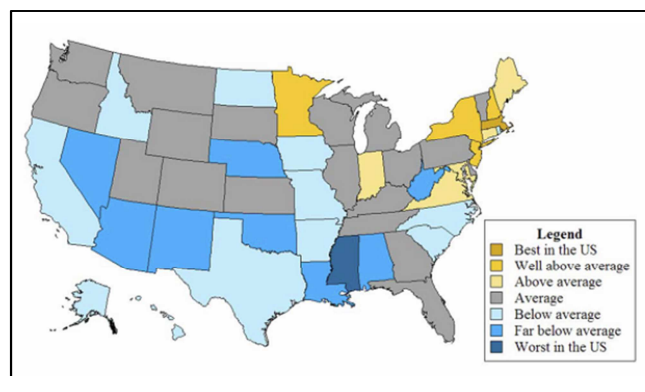 Legend
Best in the US
Well above average
Above average
Average
Below average
Far below average
Worst in the US